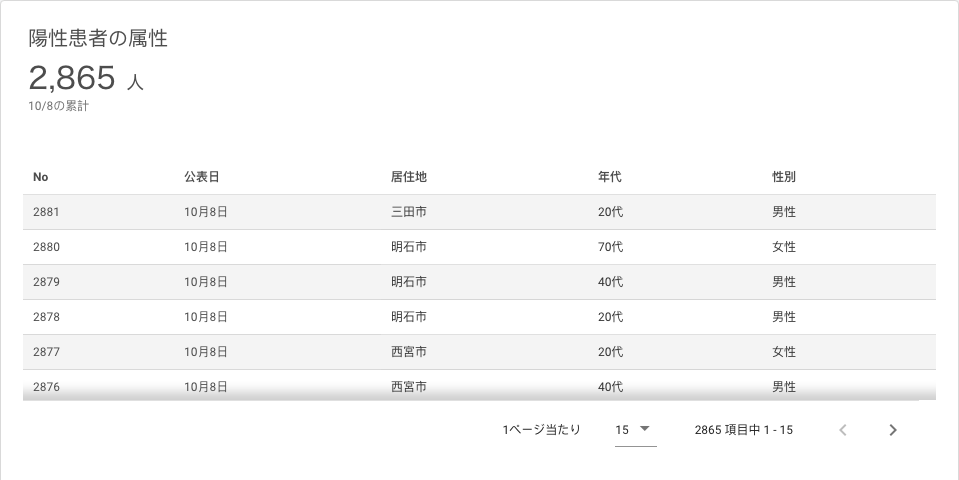 陽性患者の属性
2,865 人
10/8の累計
No 公表日 居住地 年代 性別
2881 10月8日 三田市 20代 男性
2880 10月8日 明石市 70代 女性
2879 10月8日 明石市 40代 男性
2878 10月8日 明石市 20代 男性
2877 10月8日 西宮市 20代 女性
2876 10月8日 西宮市 40代 男性
1ページ当たり 15 2865 項目中 1 - 15